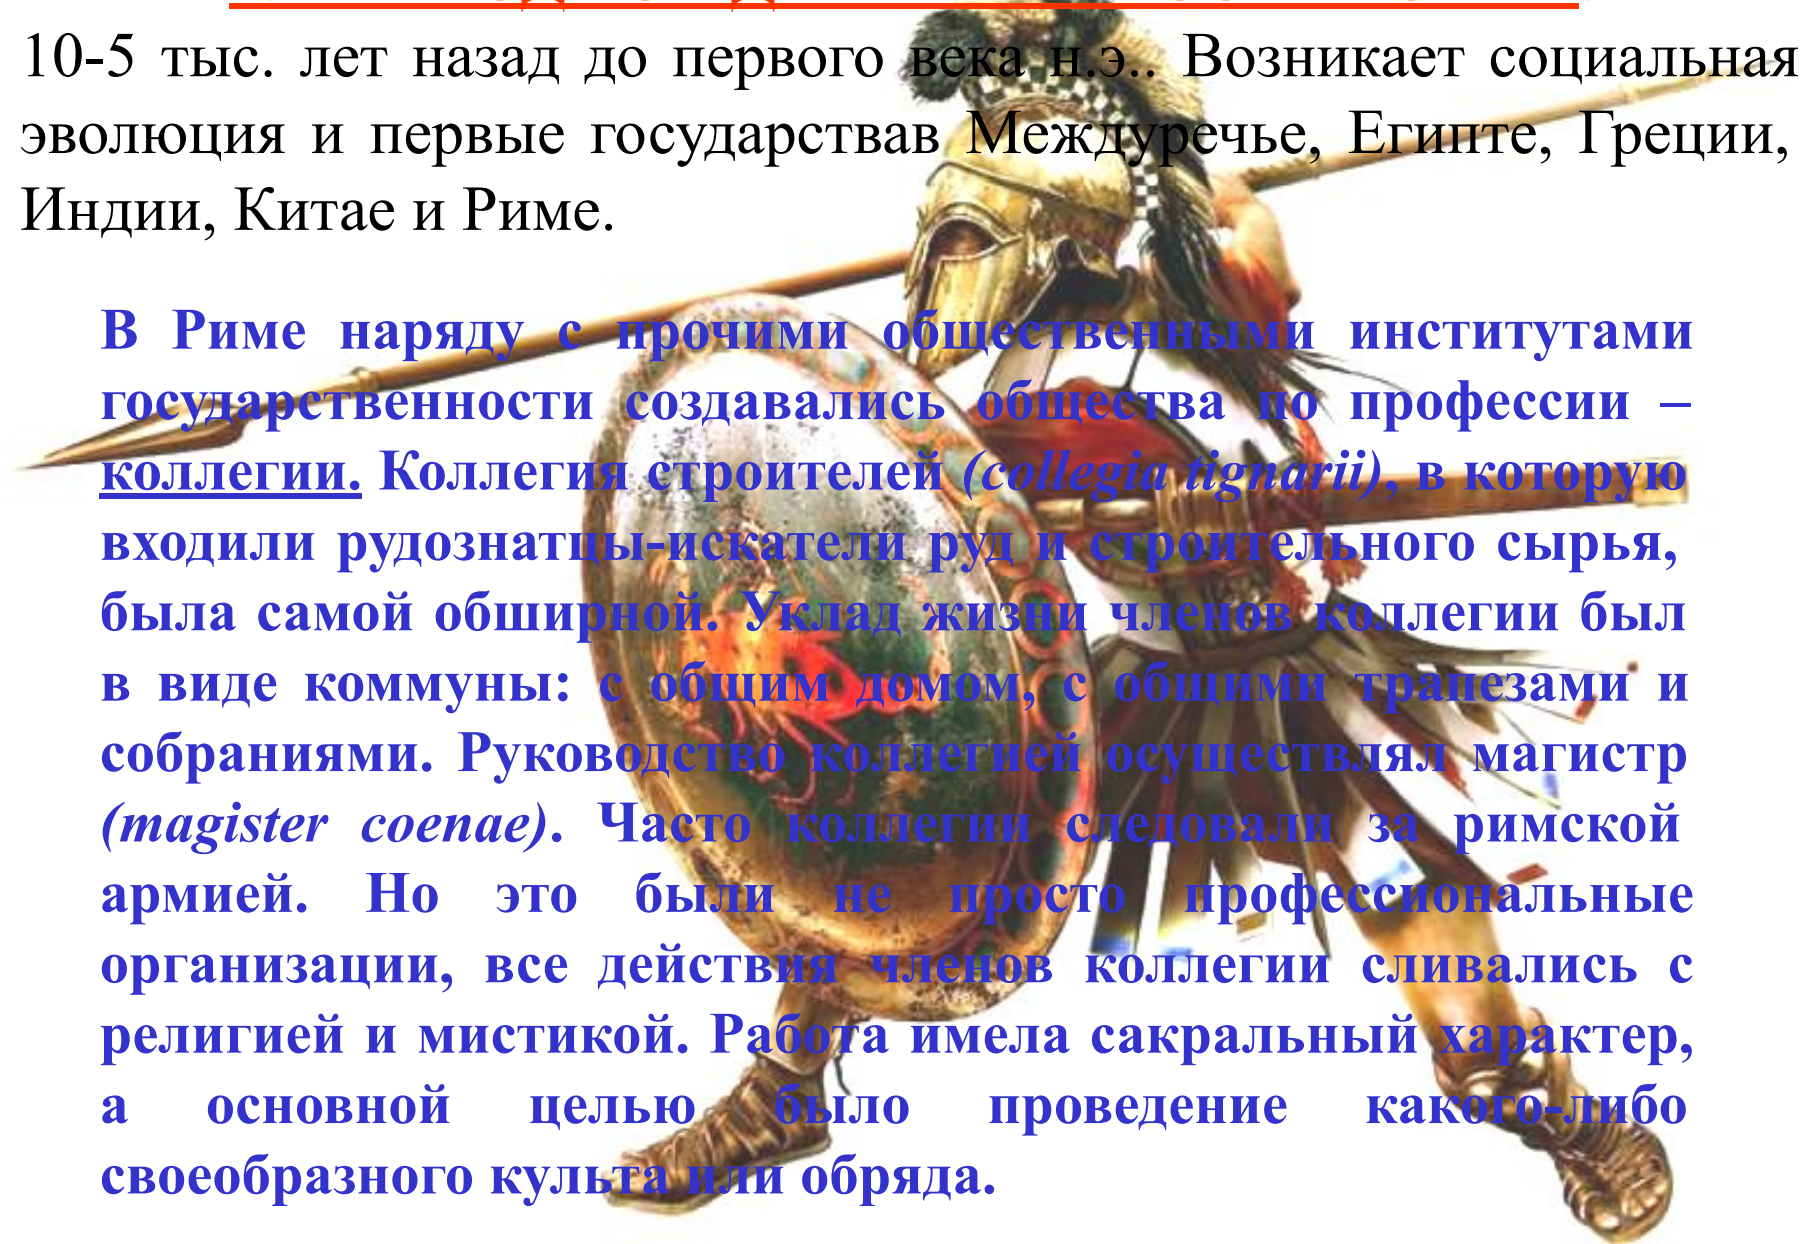 10-5 тыс. лет назад до первого века н.э.. Возникает социальная
эволюция и первые государствав Междуречье, Египте, Греции,
Индии, Китае и Риме.
В Риме наряду с прочими общественными институтами
государственности создавались общества по профессии –
коллегии. Коллегия строителей (collegia tignarii), в которую
входили рудознатцы-искатели руд и строительного сырья,
была самой обширной. Уклад жизни членов коллегии был
в виде коммуны: с общим домом, с общими трапезами и
собраниями. Руководство коллегией осуществлял магистр
(magister coenae). Часто коллегии следовали за римской
армией. Но это были не просто профессиональные
организации, все действия членов коллегии сливались с
религией и мистикой. Работа имела сакральный характер,
а основной целью было проведение какого-либо
своеобразного культа или обряда.